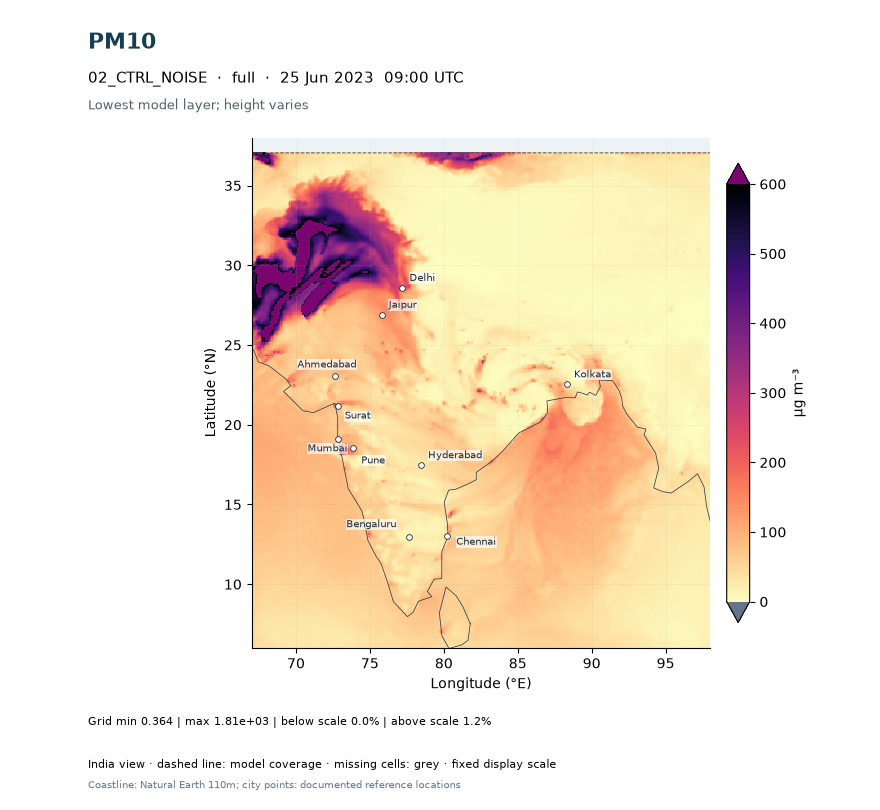 PM10
02_CTRL_NOISE · full · 25 Jun 2023 09:00 UTC
Lowest model layer; height varies
35
30
25
20
15
10
Latitude (°N)
Delhi
Jaipur
Ahmedabad
Kolkata
Surat
Mumbai
Pune
Hyderabad
Bengaluru
Chennai
70
75
80
85
90
95
Longitude (°E)
600
500
400
300
200
100
0
µg m⁻³
Grid min 0.364 | max 1.81e+03 | below scale 0.0% | above scale 1.2%
India view · dashed line: model coverage · missing cells: grey · fixed display scale
Coastline: Natural Earth 110m; city points: documented reference locations